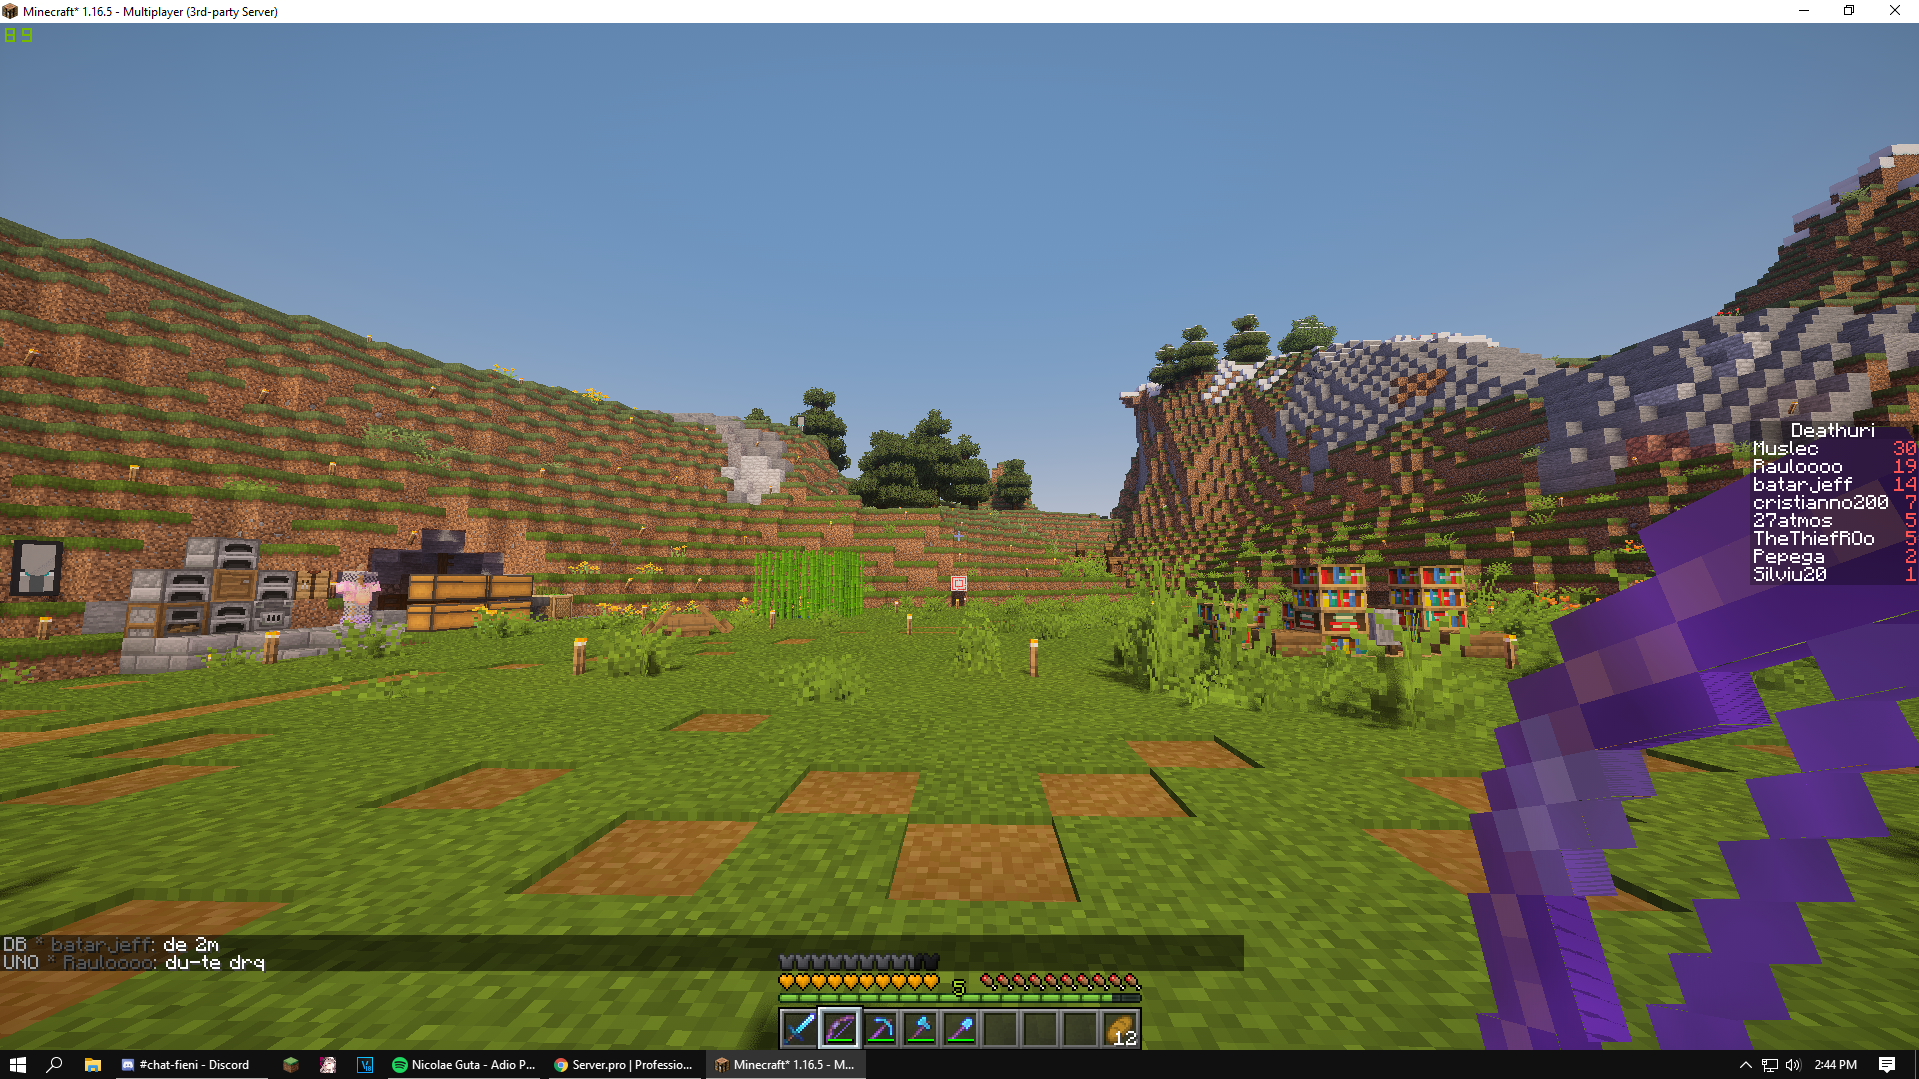 Minecraft* 1.16.5 - Multiplayer (3rd-party Server)
89
Deathuri
Muslec 30
Rauloooo 19
batarjeff 14
cristianno200 7
27atmos 5
TheThiefR0o 5
Pepega 2
Silviu20 1
DB * batarjeff: de 2m
UNO * Rauloooo: du-te drq
5
12
#chat-fieni - Discord
Nicolae Guta - Adio P...
Server.pro | Professio...
Minecraft* 1.16.5 - M...
2:44 PM